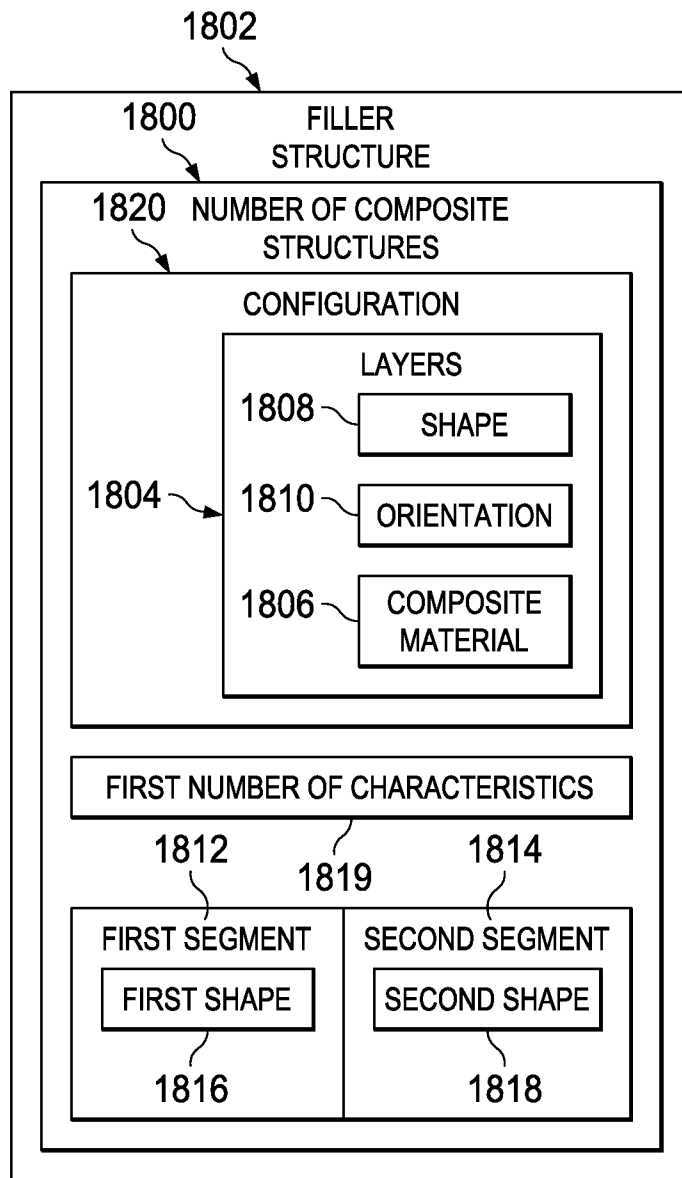 1802
FILLER
STRUCTURE
1800
NUMBER OF COMPOSITE
STRUCTURES
1820
CONFIGURATION
LAYERS
1808
SHAPE
1804
1810
ORIENTATION
1806
COMPOSITE
MATERIAL
FIRST NUMBER OF CHARACTERISTICS
1819
1812
1814
FIRST SEGMENT
SECOND SEGMENT
FIRST SHAPE
SECOND SHAPE
1816
1818